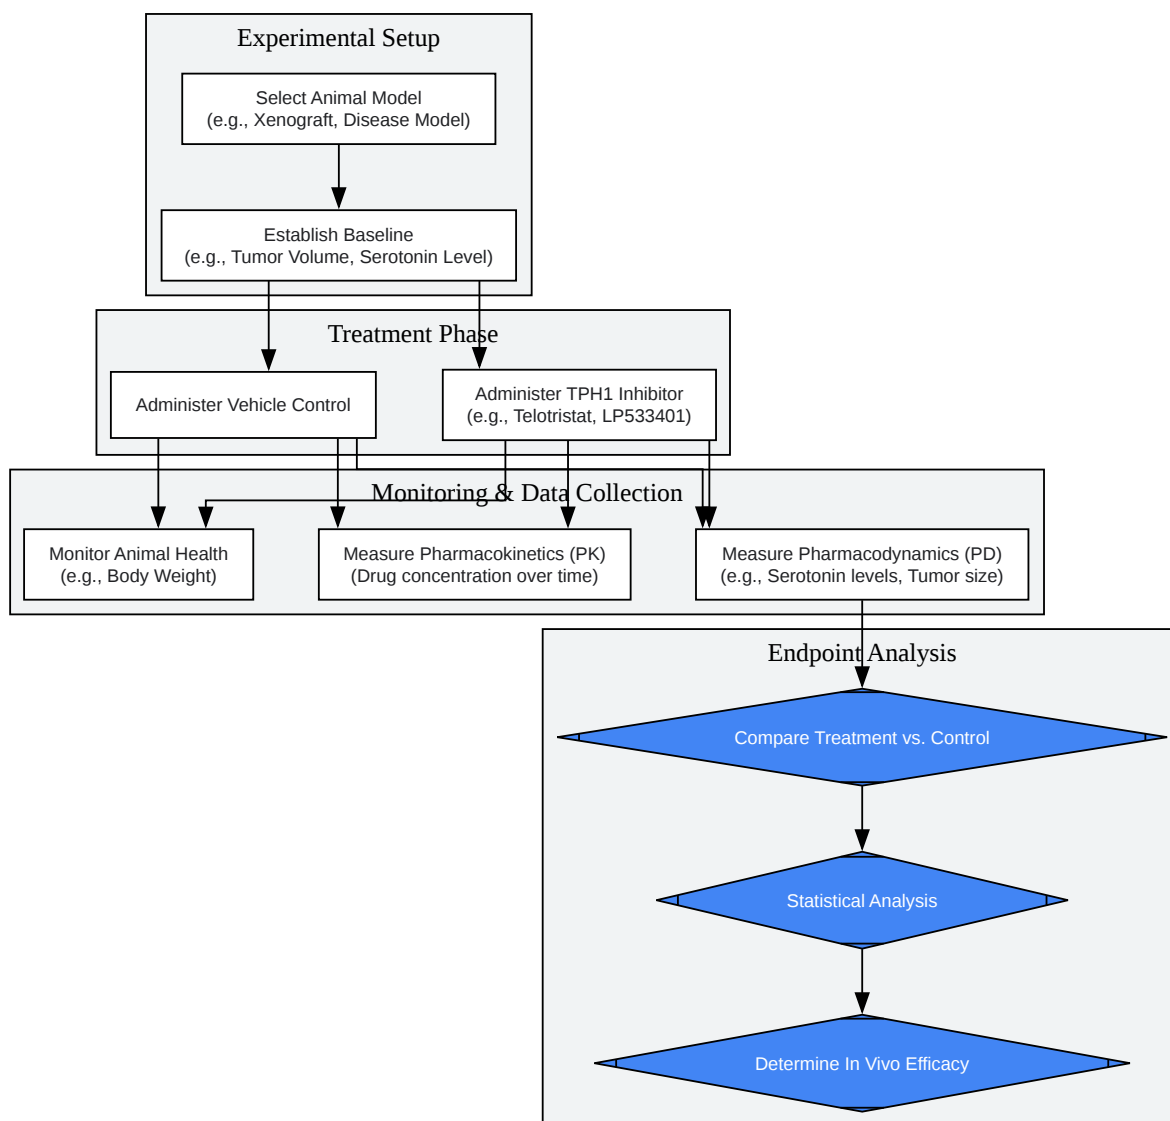 Experimental Setup
Select Animal Model
(e.g., Xenograft, Disease Model)
Establish Baseline
(e.g., Tumor Volume, Serotonin Level)
Treatment Phase
Administer Vehicle Control
Administer TPH1 Inhibitor
(e.g., Telotristat, LP533401)
Monitoring & Data Collection
Monitor Animal Health
(e.g., Body Weight)
Measure Pharmacokinetics (PK)
(Drug concentration over time)
Measure Pharmacodynamics (PD)
(e.g., Serotonin levels, Tumor size)
Endpoint Analysis
Compare Treatment vs. Control
Statistical Analysis
Determine In Vivo Efficacy